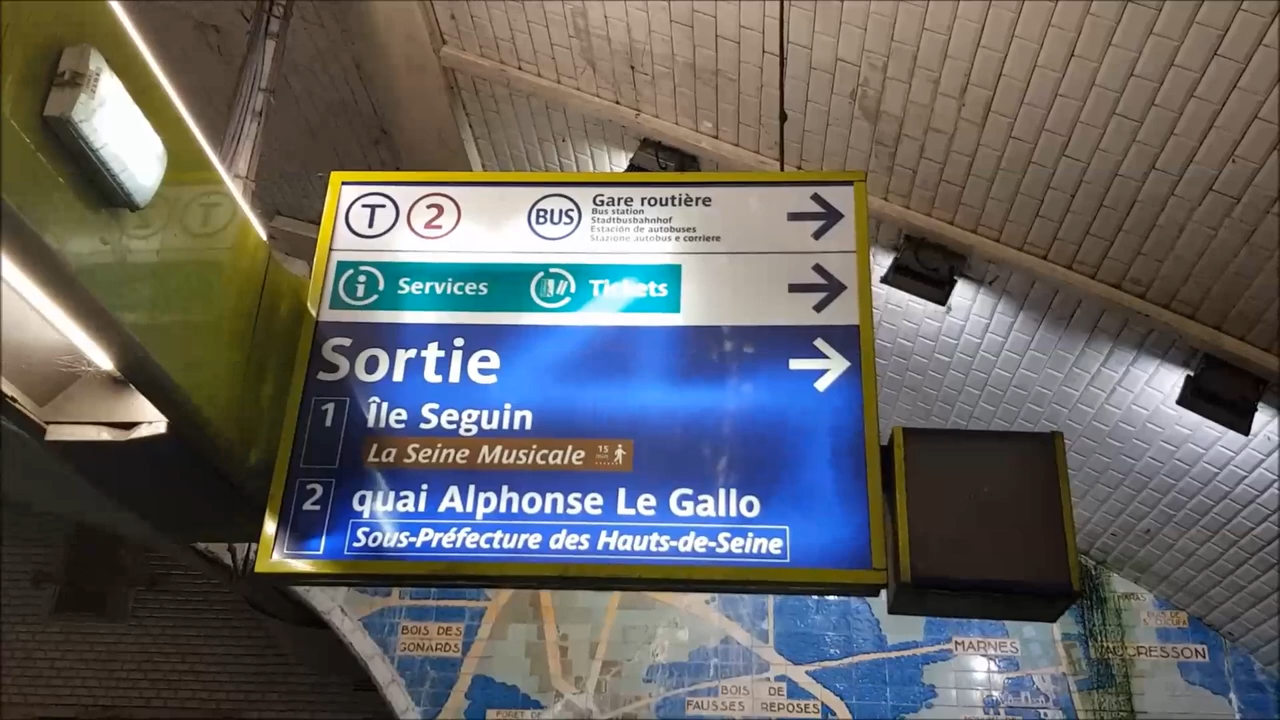 T 2 BUS Gare routière
Bus station
Stadtbusbahnhof
Estación de autobuses
Stazione autobus e corriere
i Services Tickets
Sortie
1 Île Seguin
La Seine Musicale 15 min
2 quai Alphonse Le Gallo
Sous-Préfecture des Hauts-de-Seine
BOIS DES
GONARDS
MARNES
VAUCRESSON
BOIS DE
FAUSSES REPOSES